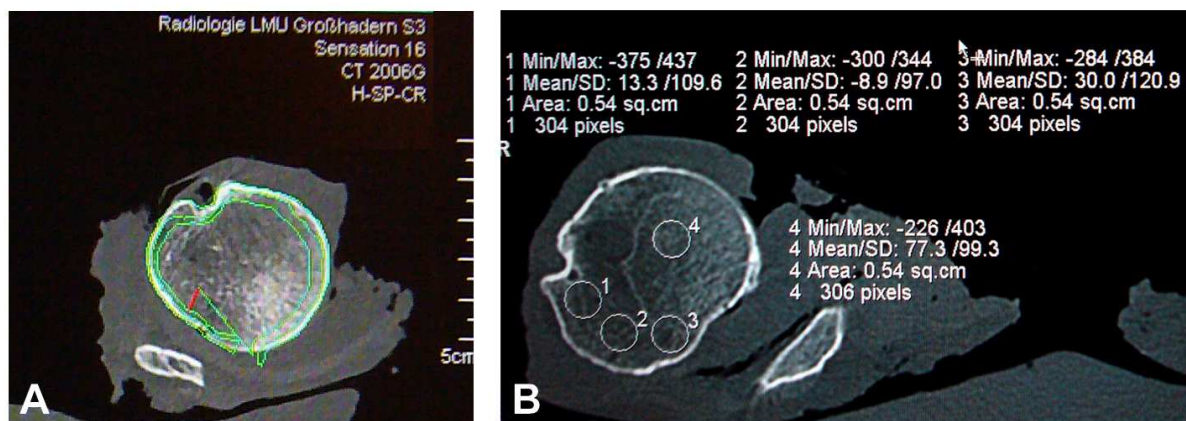 Radiologie LMU Großhadern S3
Sensation 16
CT 2006G
H-SP-CR
5cm
A
1 Min/Max: -375 /437
1 Mean/SD: 13.3 /109.6
1 Area: 0.54 sq.cm
1 304 pixels
2 Min/Max: -300 /344
2 Mean/SD: -8.9 /97.0
2 Area: 0.54 sq.cm
2 304 pixels
3 Min/Max: -284 /384
3 Mean/SD: 30.0 /120.9
3 Area: 0.54 sq.cm
3 304 pixels
R
4
4 Min/Max: -226 /403
4 Mean/SD: 77.3 /99.3
4 Area: 0.54 sq.cm
4 306 pixels
1
2
3
B